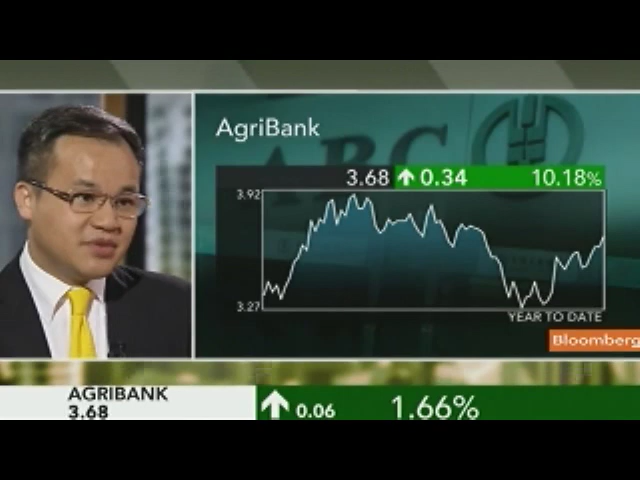 AgriBank
ABC
3.68 0.34 10.18%
3.92
3.27
YEAR TO DATE
Bloomberg
AGRIBANK
3.68
0.06 1.66%